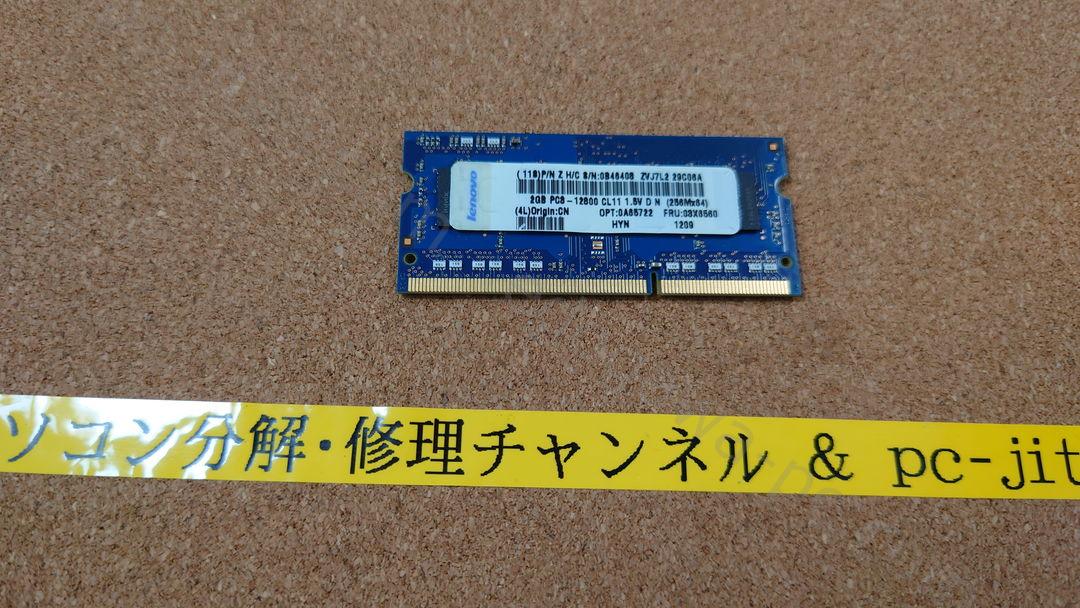 lenovo
(11S)P/N Z H/C S/N:0B46408 ZVJ7L2 29C06A
2GB PC3-12800 CL11 1.5V D N (256Mx64)
(4L)Origin:CN OPT:0A65722 FRU:03X6560
HYN 1209
ソコン分解・修理チャンネル & pc-jit